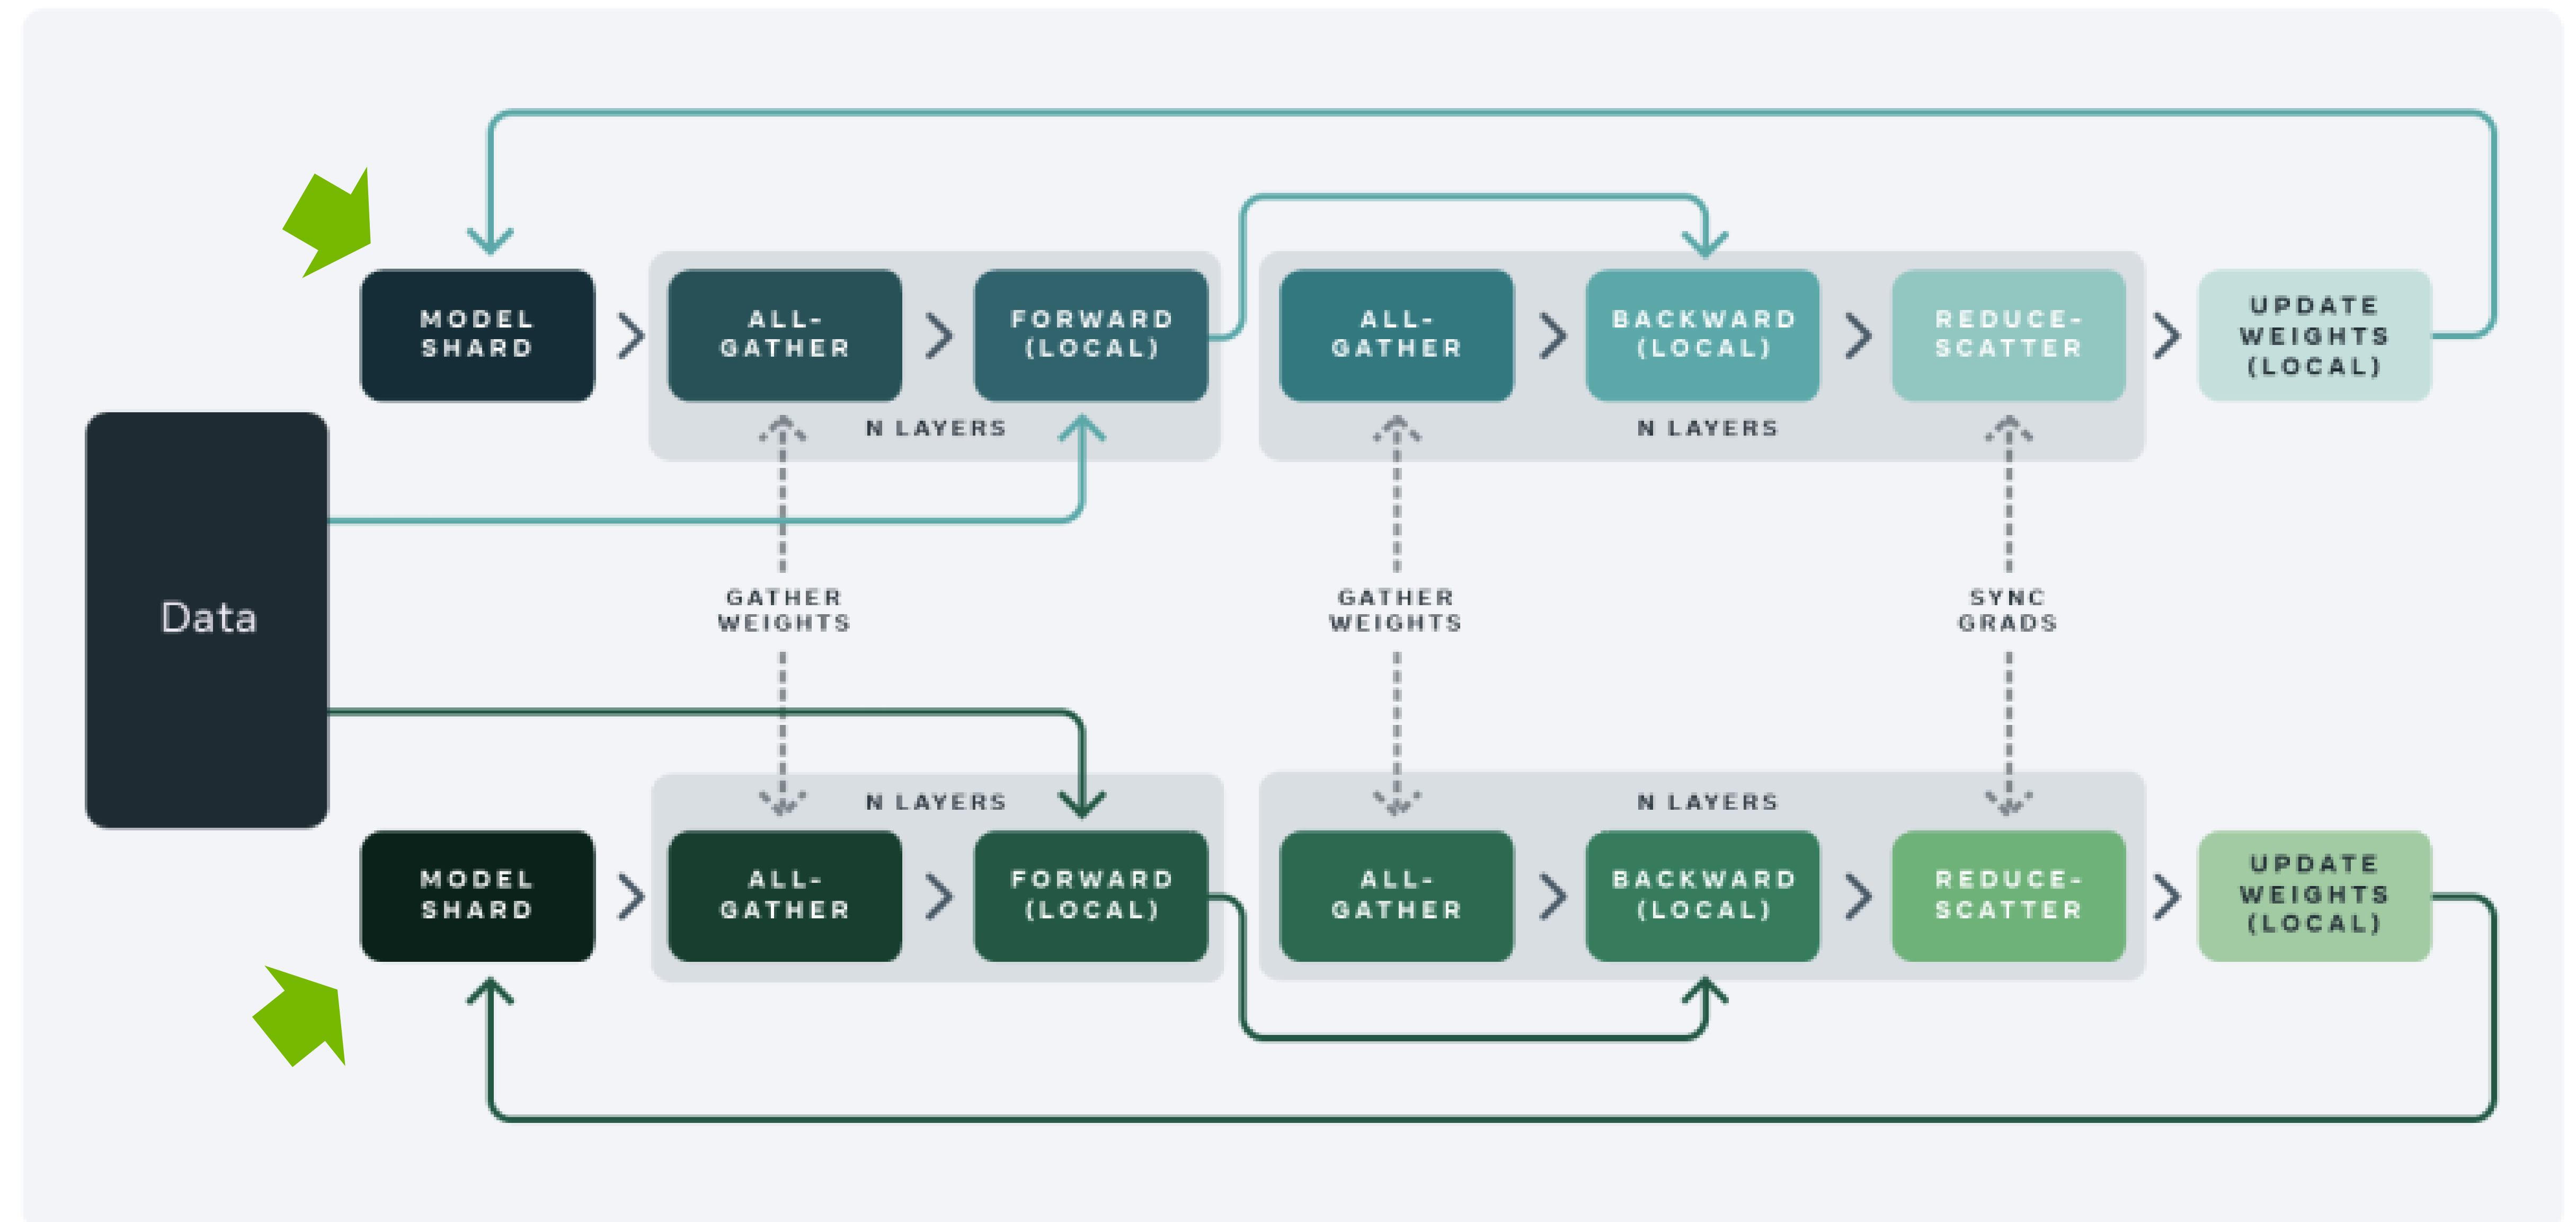 MODEL
SHARD
ALL-
GATHER
FORWARD
(LOCAL)
N LAYERS
ALL-
GATHER
BACKWARD
(LOCAL)
REDUCE-
SCATTER
N LAYERS
UPDATE
WEIGHTS
(LOCAL)
Data
GATHER
WEIGHTS
GATHER
WEIGHTS
SYNC
GRADS
MODEL
SHARD
N LAYERS
ALL-
GATHER
FORWARD
(LOCAL)
N LAYERS
ALL-
GATHER
BACKWARD
(LOCAL)
REDUCE-
SCATTER
UPDATE
WEIGHTS
(LOCAL)